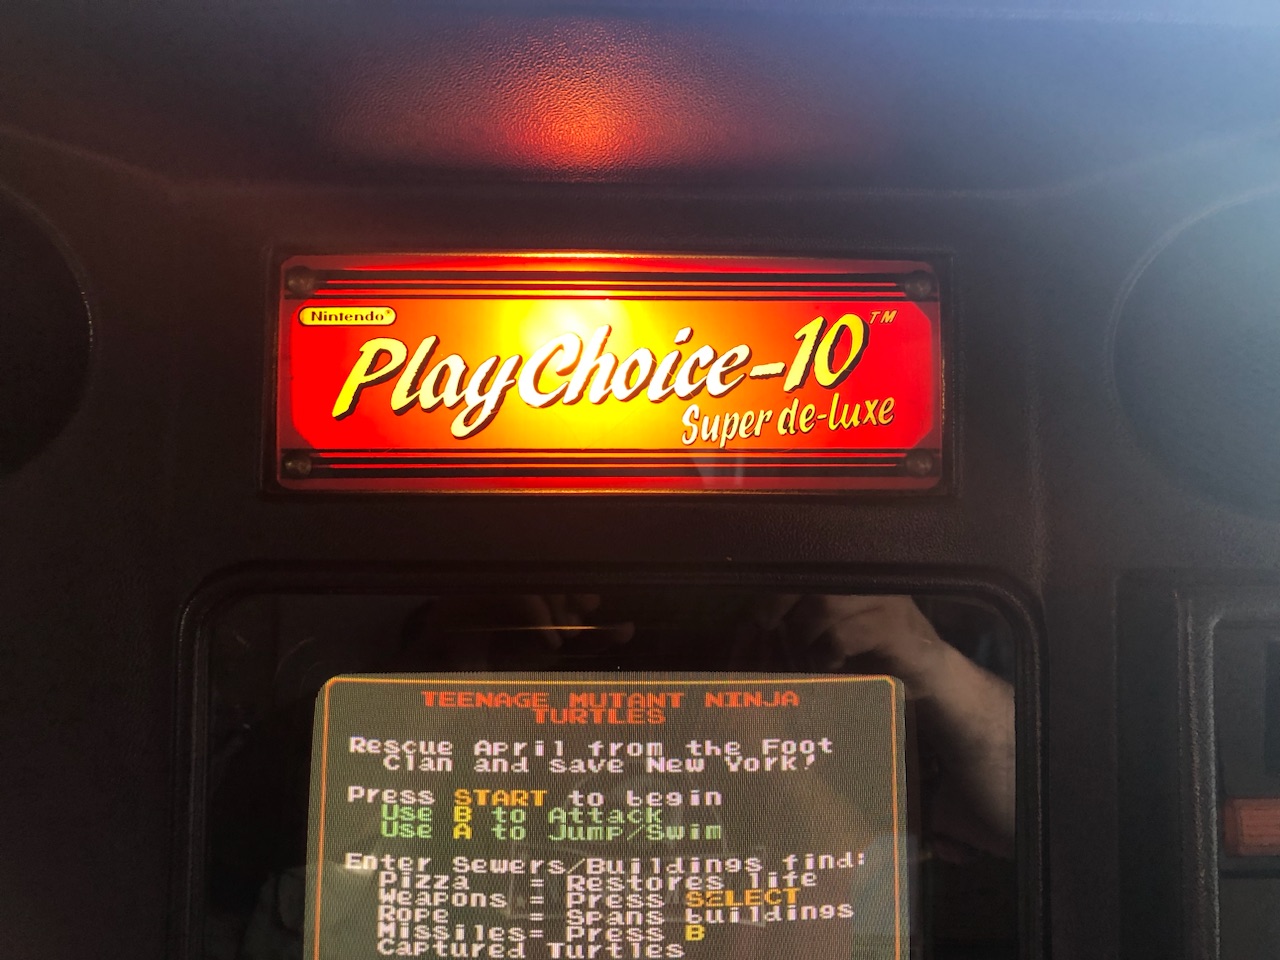 Nintendo®
PlayChoice-10™
Super de-luxe
TEENAGE MUTANT NINJA
TURTLES
Rescue April from the Foot
Clan and save New York!
Press START to begin
Use B to Attack
Use A to Jump/Swim
Enter Sewers/Buildings find:
Pizza = Restores life
Weapons = Press SELECT
Rope = Spans buildings
Missiles= Press B
Captured Turtles